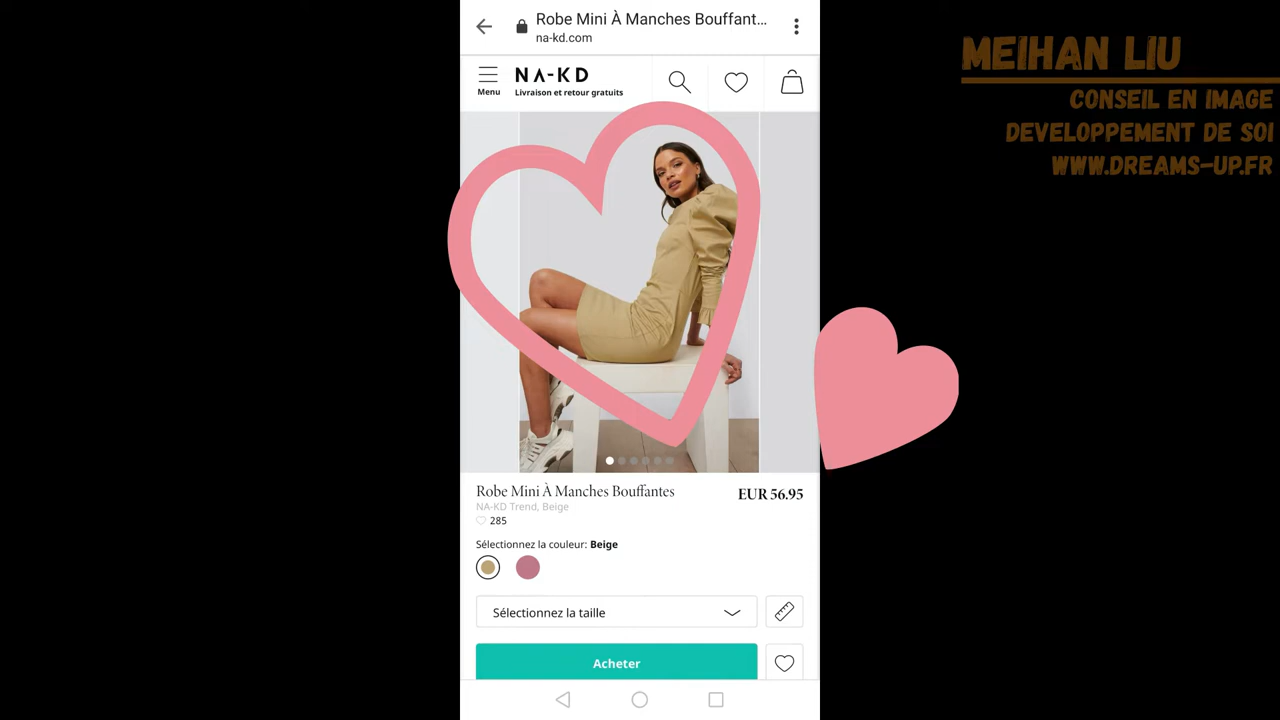 Robe Mini À Manches Bouffant...
na-kd.com
Menu
NA-KD
Livraison et retour gratuits
MEIHAN LIU
CONSEIL EN IMAGE
DEVELOPPEMENT DE SOI
WWW.DREAMS-UP.FR
Robe Mini À Manches Bouffantes
EUR 56.95
NA-KD Trend, Beige
285
Sélectionnez la couleur: Beige
Sélectionnez la taille
Acheter